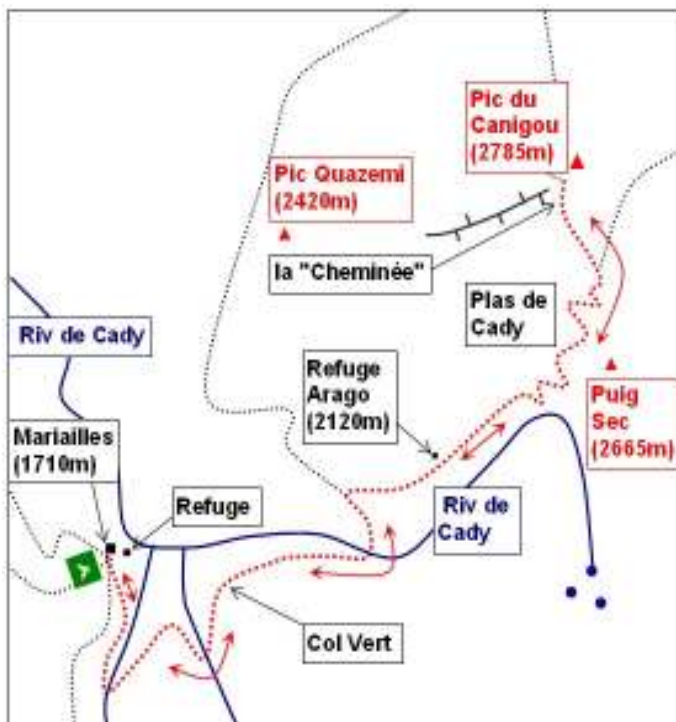 Pic du
Canigou
(2785m)
Pic Quazemi
(2420m)
la "Cheminée"
Plas de
Cady
Riv de Cady
Refuge
Arago
(2120m)
Puig
Sec
(2665m)
Mariailles
(1710m)
Refuge
Riv de
Cady
Col Vert